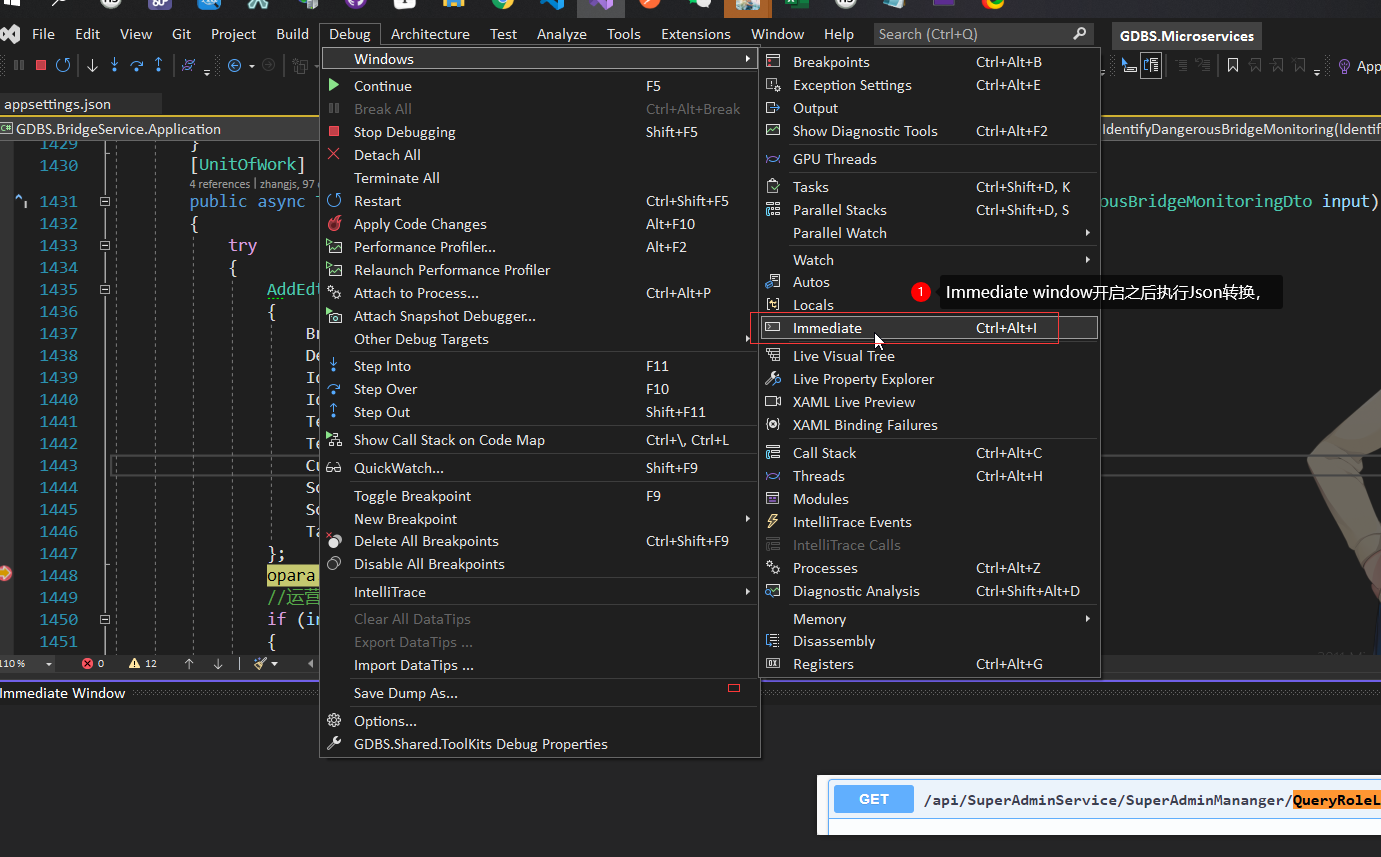 File Edit View Git Project Build Debug Architecture Test Analyze Tools Extensions Window Help Search (Ctrl+Q) GDBS.Microservices
App
appsettings.json
GDBS.BridgeService.Application
IdentifyDangerousBridgeMonitoring(Identif
1429 }
1430 [UnitOfWork]
4 references | zhangjs, 97
1431 public async
usBridgeMonitoringDto input)
1432 {
1433 try
1434 {
1435 AddEdt
1436 {
1437 Br
1438 De
1439 Id
1440 Id
1441 Te
1442 Te
1443 Cu
1444 Sc
1445 Sc
1446 Ta
1447 };
1448 opara
1449 //运营
1450 if (in
1451 {
110 % 0 12
Immediate Window
Windows
Continue F5
Break All Ctrl+Alt+Break
Stop Debugging Shift+F5
Detach All
Terminate All
Restart Ctrl+Shift+F5
Apply Code Changes Alt+F10
Performance Profiler... Alt+F2
Relaunch Performance Profiler
Attach to Process... Ctrl+Alt+P
Attach Snapshot Debugger...
Other Debug Targets
Step Into F11
Step Over F10
Step Out Shift+F11
Show Call Stack on Code Map Ctrl+\, Ctrl+L
QuickWatch... Shift+F9
Toggle Breakpoint F9
New Breakpoint
Delete All Breakpoints Ctrl+Shift+F9
Disable All Breakpoints
IntelliTrace
Clear All DataTips
Export DataTips ...
Import DataTips ...
Save Dump As...
Options...
GDBS.Shared.ToolKits Debug Properties
Breakpoints Ctrl+Alt+B
Exception Settings Ctrl+Alt+E
Output
Show Diagnostic Tools Ctrl+Alt+F2
GPU Threads
Tasks Ctrl+Shift+D, K
Parallel Stacks Ctrl+Shift+D, S
Parallel Watch
Watch
Autos
1 Immediate window开启之后执行Json转换,
Locals
Immediate Ctrl+Alt+I
Live Visual Tree
Live Property Explorer
XAML Live Preview
XAML Binding Failures
Call Stack Ctrl+Alt+C
Threads Ctrl+Alt+H
Modules
IntelliTrace Events
IntelliTrace Calls
Processes Ctrl+Alt+Z
Diagnostic Analysis Ctrl+Shift+Alt+D
Memory
Disassembly
Registers Ctrl+Alt+G
GET /api/SuperAdminService/SuperAdminMananger/QueryRoleL